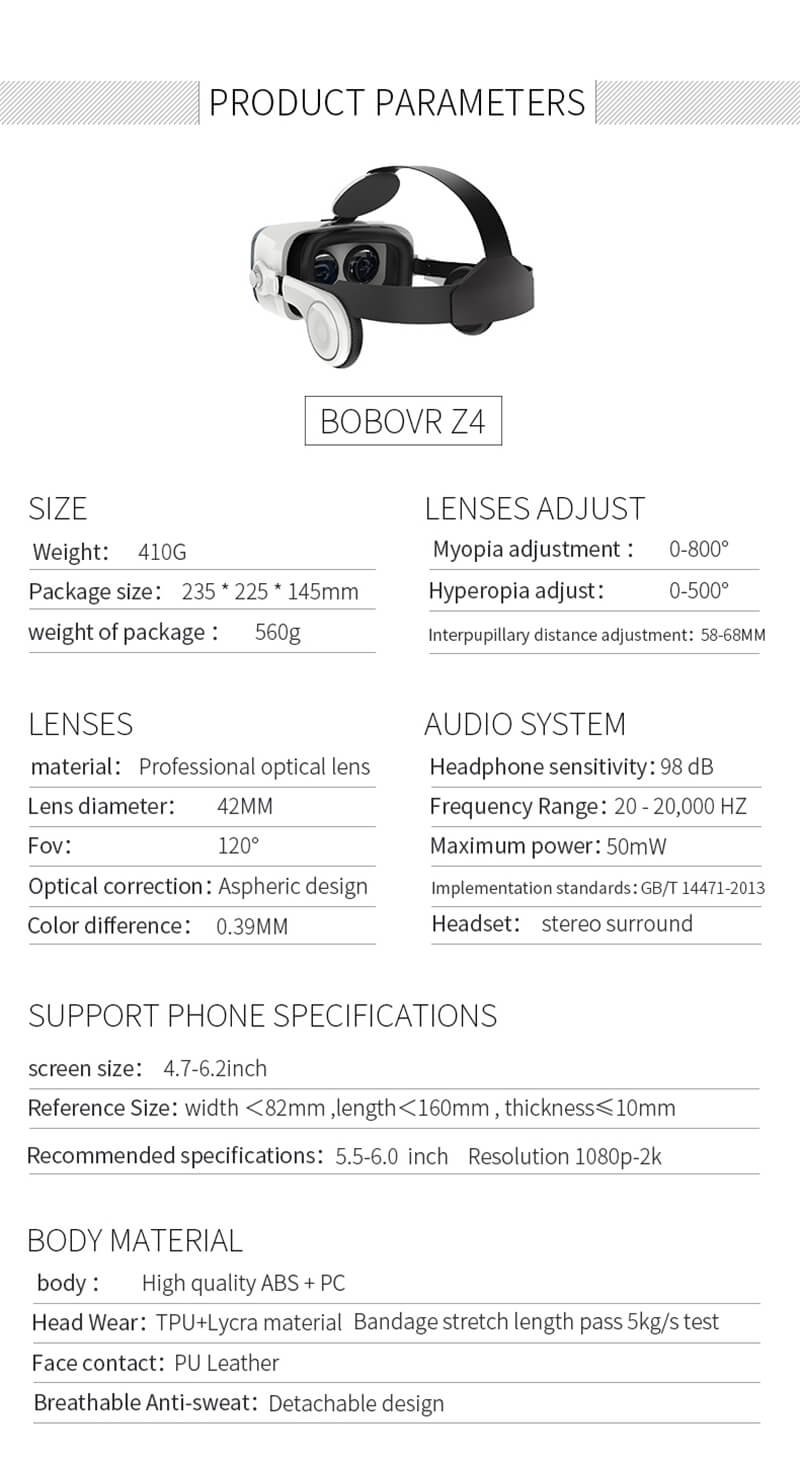 PRODUCT PARAMETERS
BOBOVR Z4
SIZE
Weight: 410G
Package size: 235 * 225 * 145mm
weight of package : 560g
LENSES ADJUST
Myopia adjustment : 0-800°
Hyperopia adjust: 0-500°
Interpupillary distance adjustment: 58-68MM
LENSES
material: Professional optical lens
Lens diameter: 42MM
Fov: 120°
Optical correction: Aspheric design
Color difference: 0.39MM
AUDIO SYSTEM
Headphone sensitivity: 98 dB
Frequency Range: 20 - 20,000 HZ
Maximum power: 50mW
Implementation standards: GB/T 14471-2013
Headset: stereo surround
SUPPORT PHONE SPECIFICATIONS
screen size: 4.7-6.2inch
Reference Size: width <82mm ,length<160mm , thickness≤10mm
Recommended specifications: 5.5-6.0 inch Resolution 1080p-2k
BODY MATERIAL
body : High quality ABS + PC
Head Wear: TPU+Lycra material Bandage stretch length pass 5kg/s test
Face contact: PU Leather
Breathable Anti-sweat: Detachable design